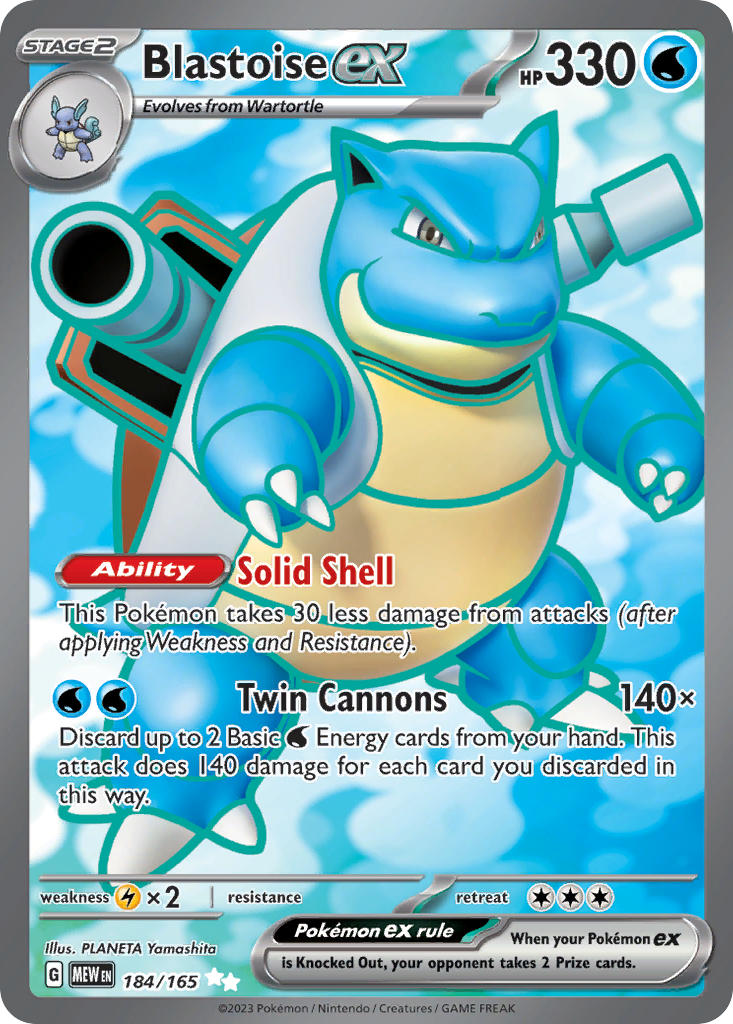 STAGE2
Blastoise ex
HP 330
Evolves from Wartortle
Ability Solid Shell
This Pokémon takes 30 less damage from attacks (after
applying Weakness and Resistance).
Twin Cannons 140×
Discard up to 2 Basic Energy cards from your hand. This
attack does 140 damage for each card you discarded in
this way.
weakness ×2 resistance retreat
Pokémon ex rule
When your Pokémon ex
is Knocked Out, your opponent takes 2 Prize cards.
Illus. PLANETA Yamashita
G MEW EN 184/165
©2023 Pokémon / Nintendo / Creatures / GAME FREAK